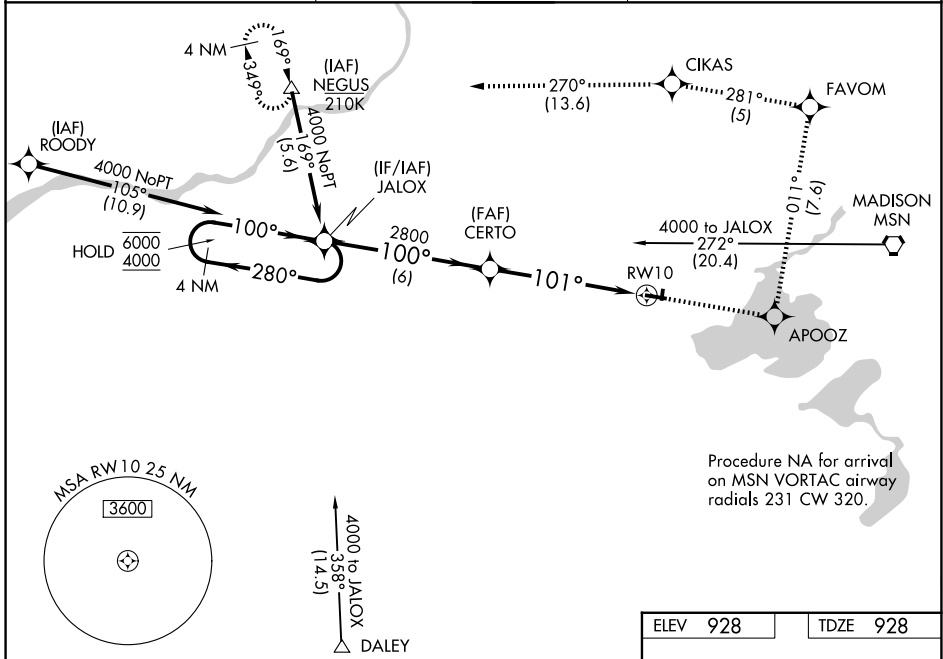 4 NM
169°
349°
(IAF)
NEGUS
210K
4000 NoPT
169°
(5.6)
(IAF)
ROODY
4000 NoPT
105°
(10.9)
(IF/IAF)
JALOX
HOLD
6000
4000
100°
280°
4 NM
2800
100°
(6)
(FAF)
CERTO
101°
RW10
APOOZ
270°
(13.6)
CIKAS
281°
(5)
FAVOM
011°
(7.6)
MADISON
MSN
4000 to JALOX
272°
(20.4)
Procedure NA for arrival
on MSN VORTAC airway
radials 231 CW 320.
MSA RW10 25 NM
3600
4000 to JALOX
358°
(14.5)
DALEY
ELEV 928
TDZE 928